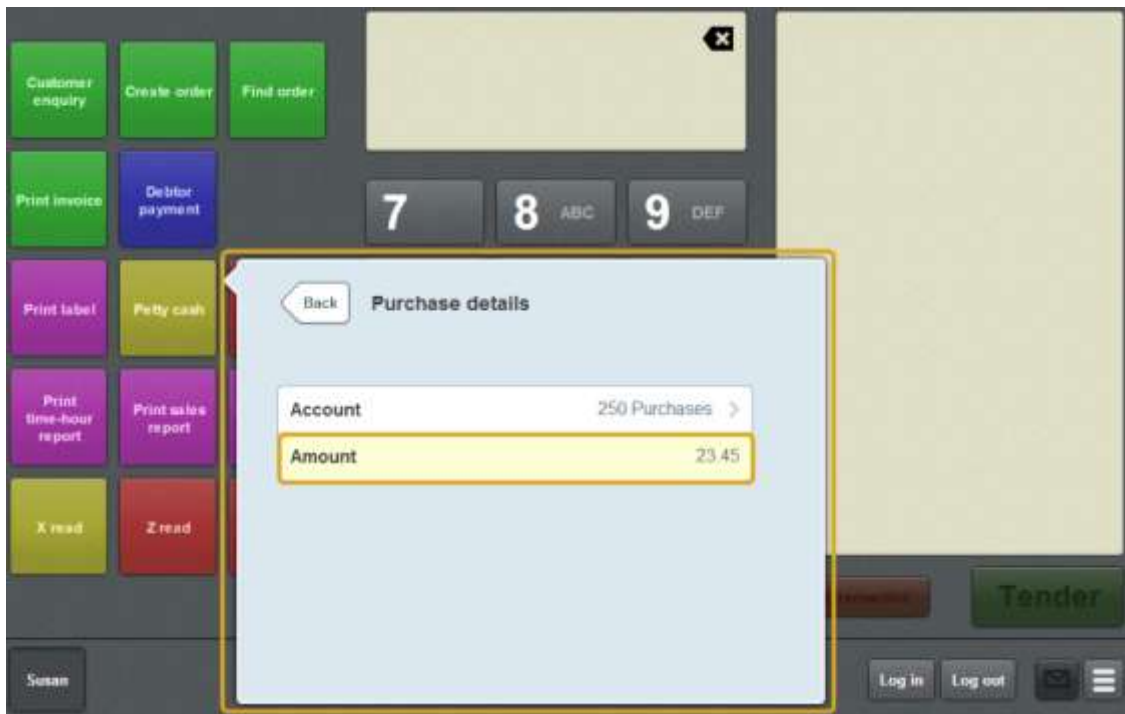 Customer
enquiry
Create order
Find order
Print invoice
Debtor
payment
7
8 ABC
9 DEF
Print label
Petty cash
Back
Purchase details
Print
time-hour
report
Print sales
report
Account
250 Purchases
Amount
23.45
X read
Z read
Tender
Susan
Log in
Log out